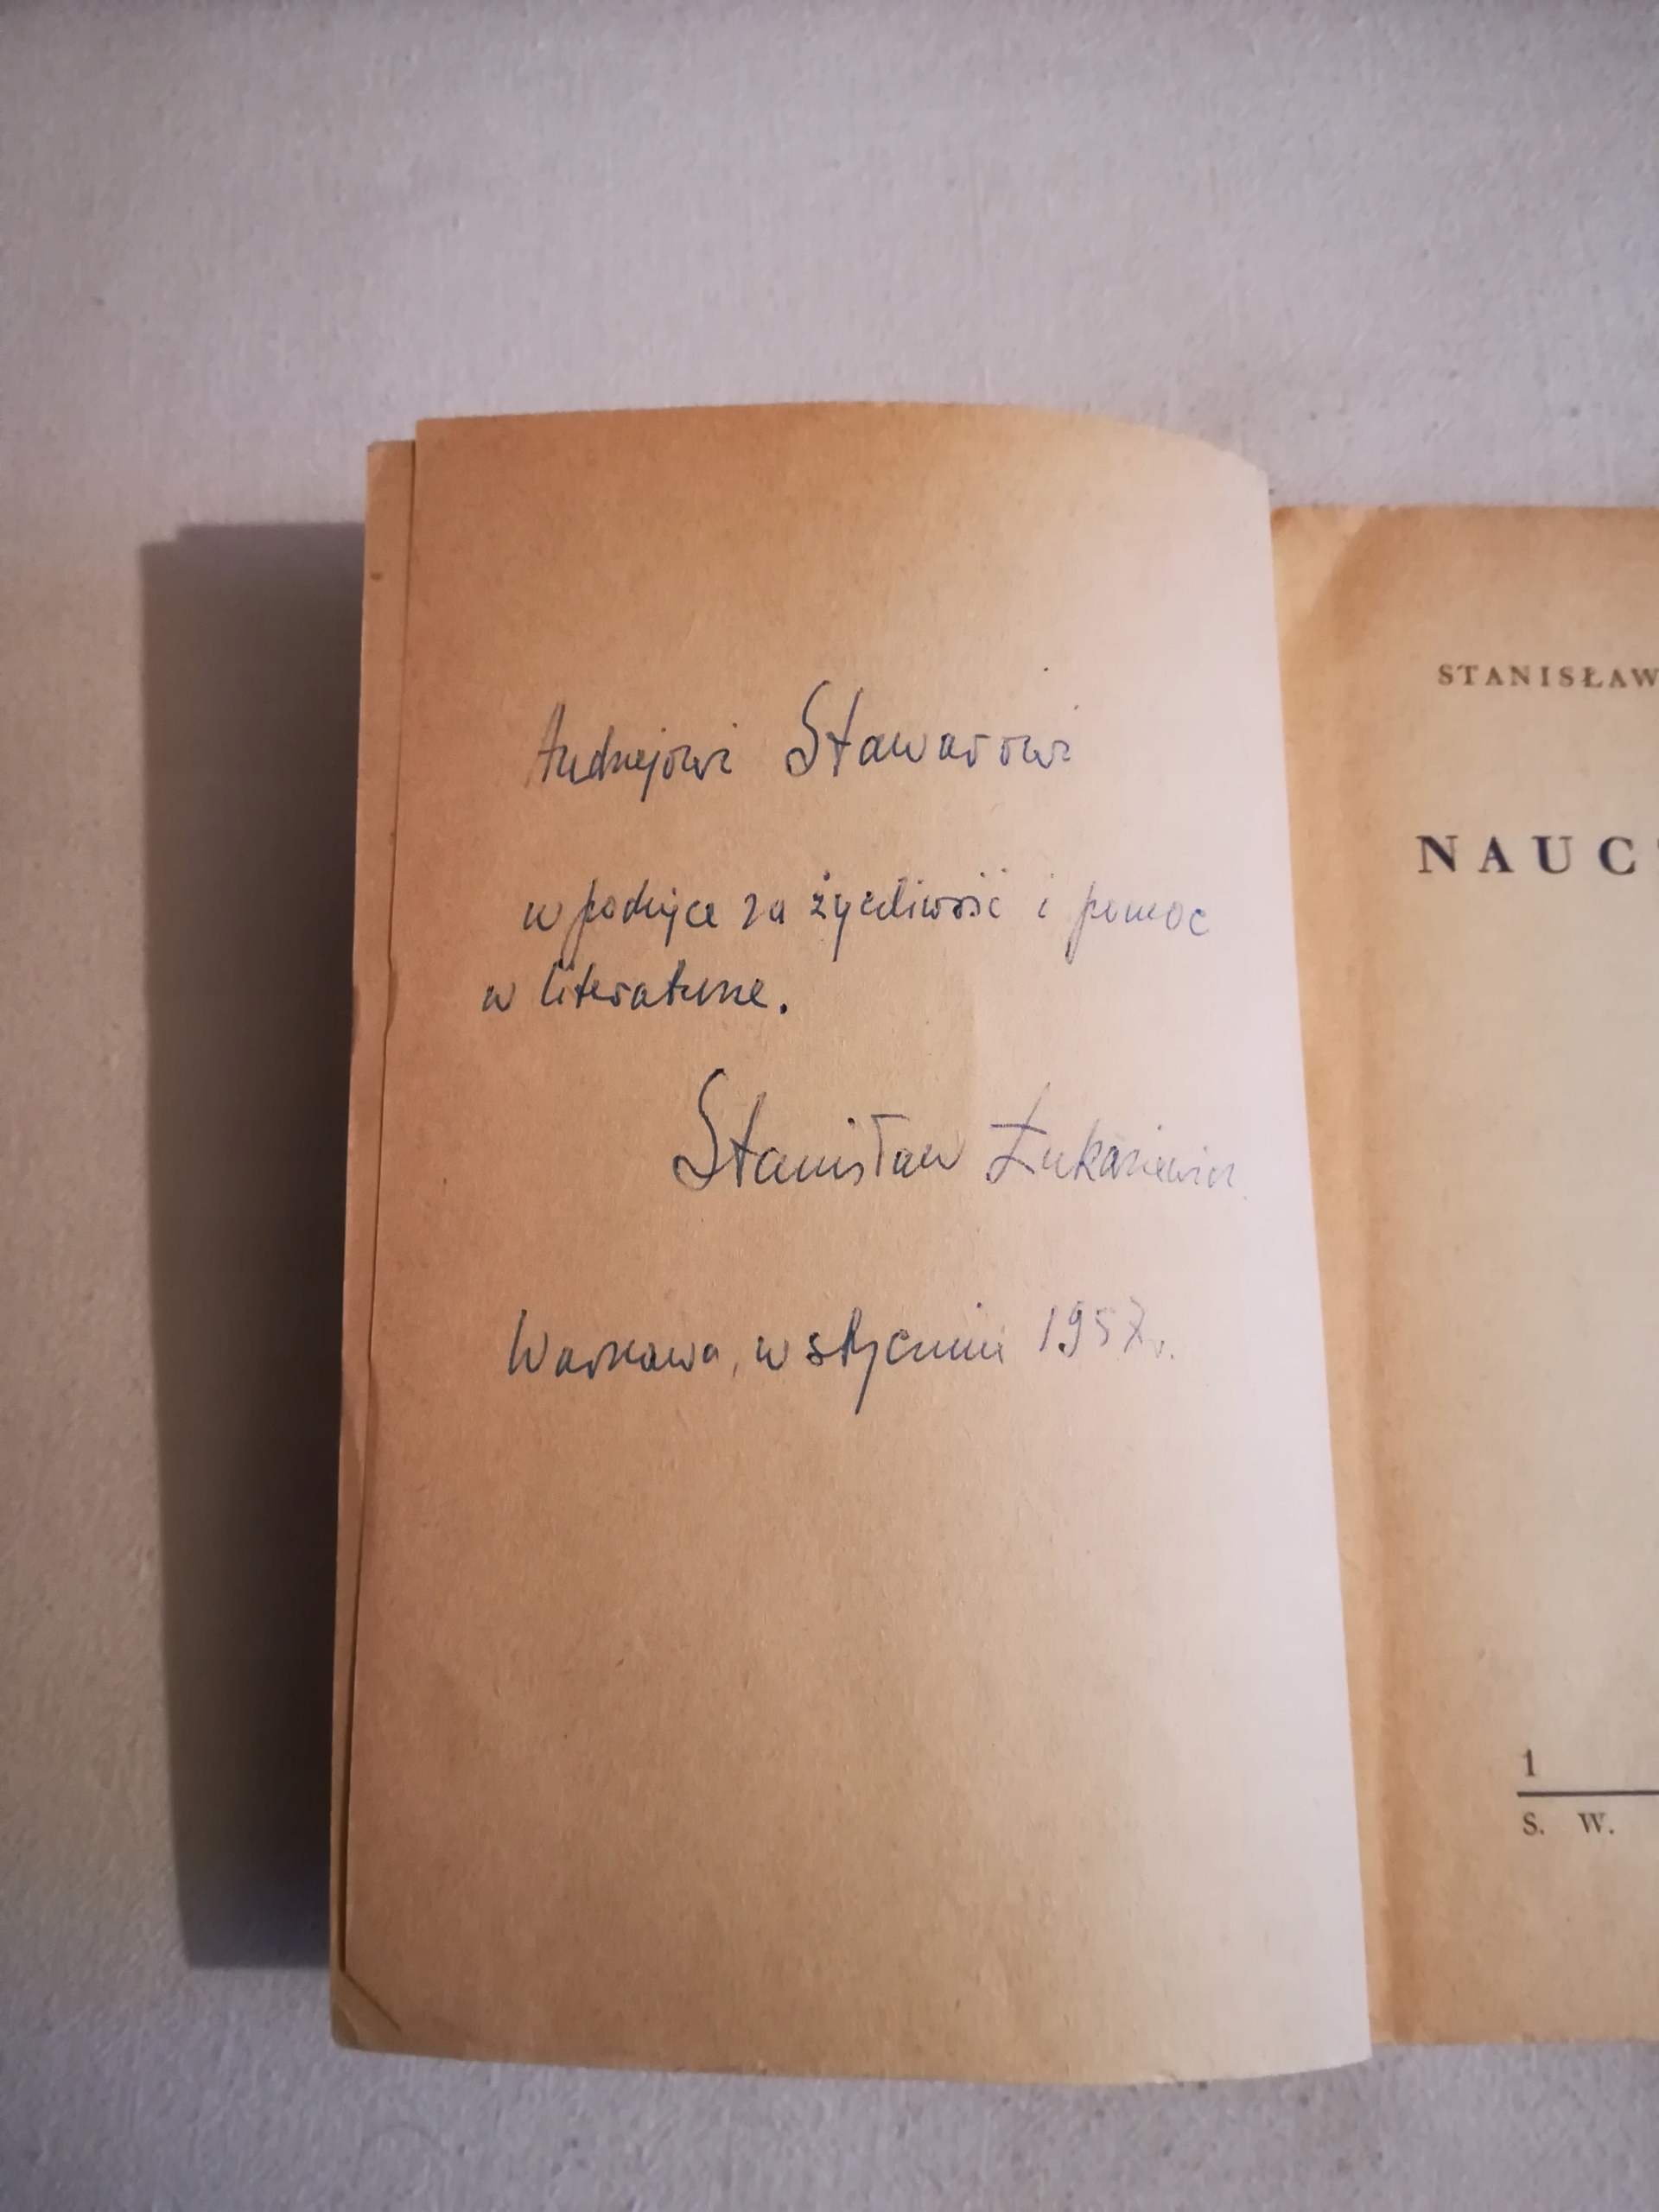 Andrzejowi Stawarowi
w podzięce za życzliwość i pomoc
w literaturze.
Stanisław Łukasiewicz
Warszawa, w styczniu 1957 r.
STANISŁAW
NAUC
1
S. W.